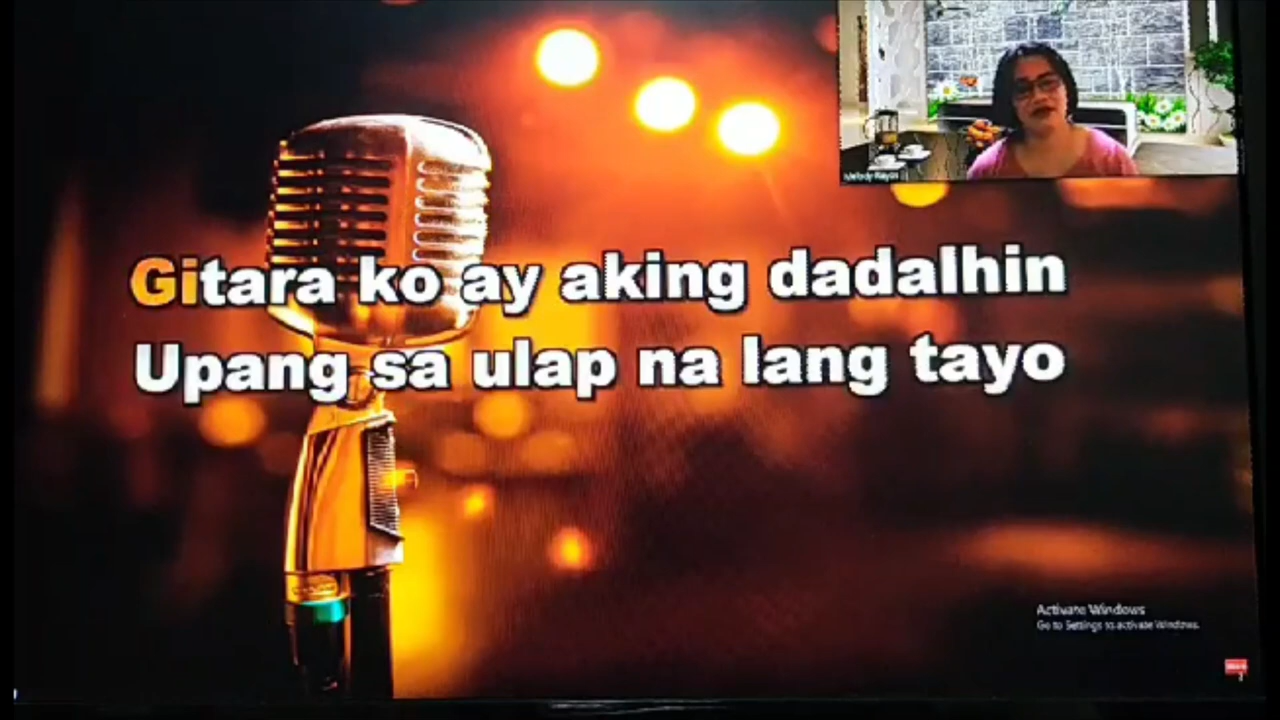 Gitara ko ay aking dadalhin
Upang sa ulap na lang tayo
Activate Windows
Go to Settings to activate Windows.